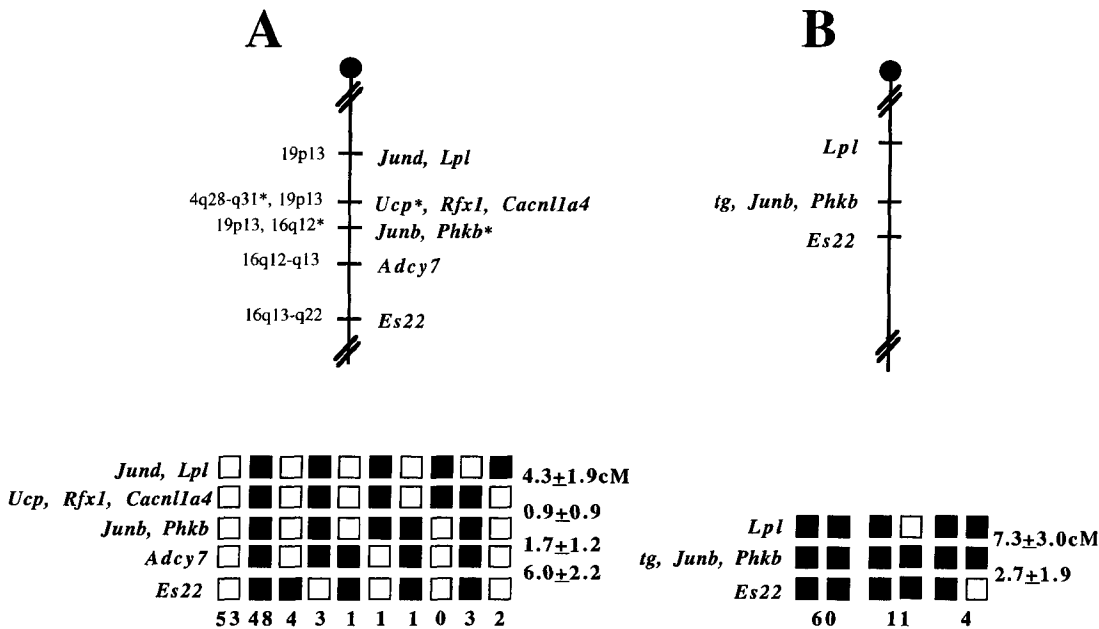 A
19p13 Jund, Lpl
4q28-q31*, 19p13 Ucp*, Rfx1, Cacnl1a4
19p13, 16q12* Junb, Phkb*
16q12-q13 Adcy7
16q13-q22 Es22
B
Lpl
tg, Junb, Phkb
Es22
Jund, Lpl
4.3±1.9cM
Ucp, Rfx1, Cacnl1a4
0.9±0.9
Junb, Phkb
1.7±1.2
Adcy7
6.0±2.2
Es22
53 48 4 3 1 1 1 0 3 2
Lpl
7.3±3.0cM
tg, Junb, Phkb
2.7±1.9
Es22
60 11 4